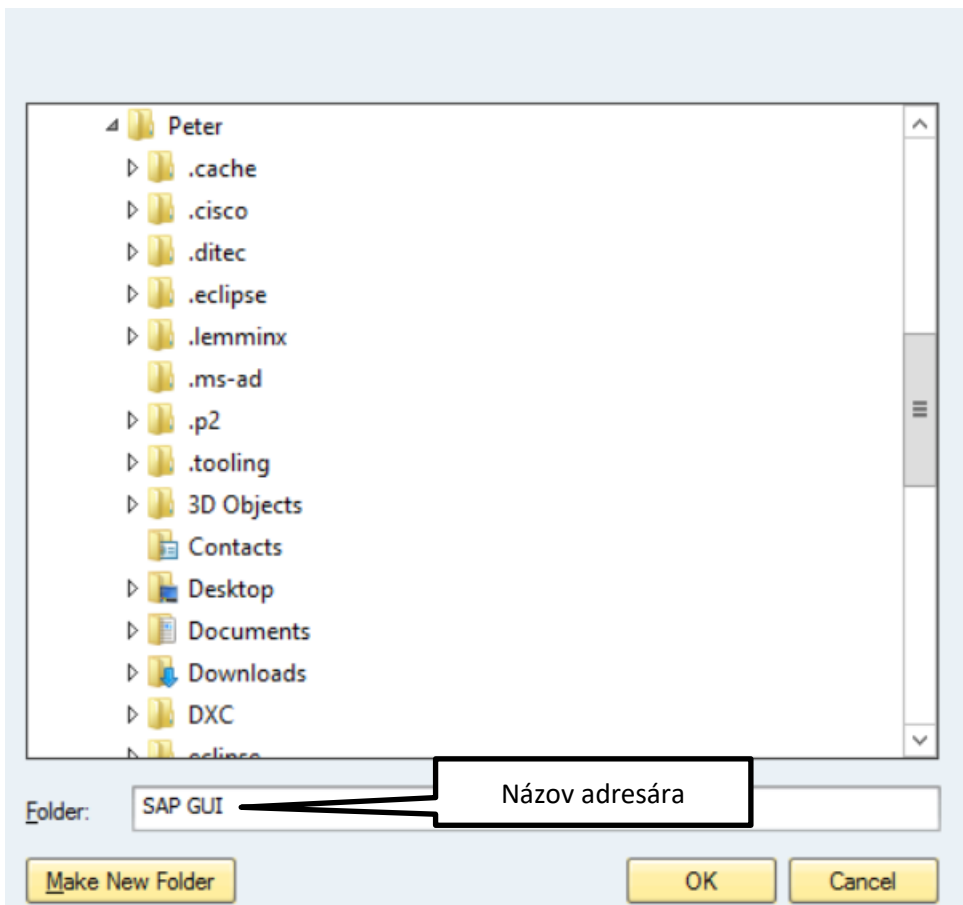 Peter
.cache
.cisco
.ditec
.eclipse
.lemminx
.ms-ad
.p2
.tooling
3D Objects
Contacts
Desktop
Documents
Downloads
DXC
eclipse
Názov adresára
Folder: SAP GUI
Make New Folder OK Cancel